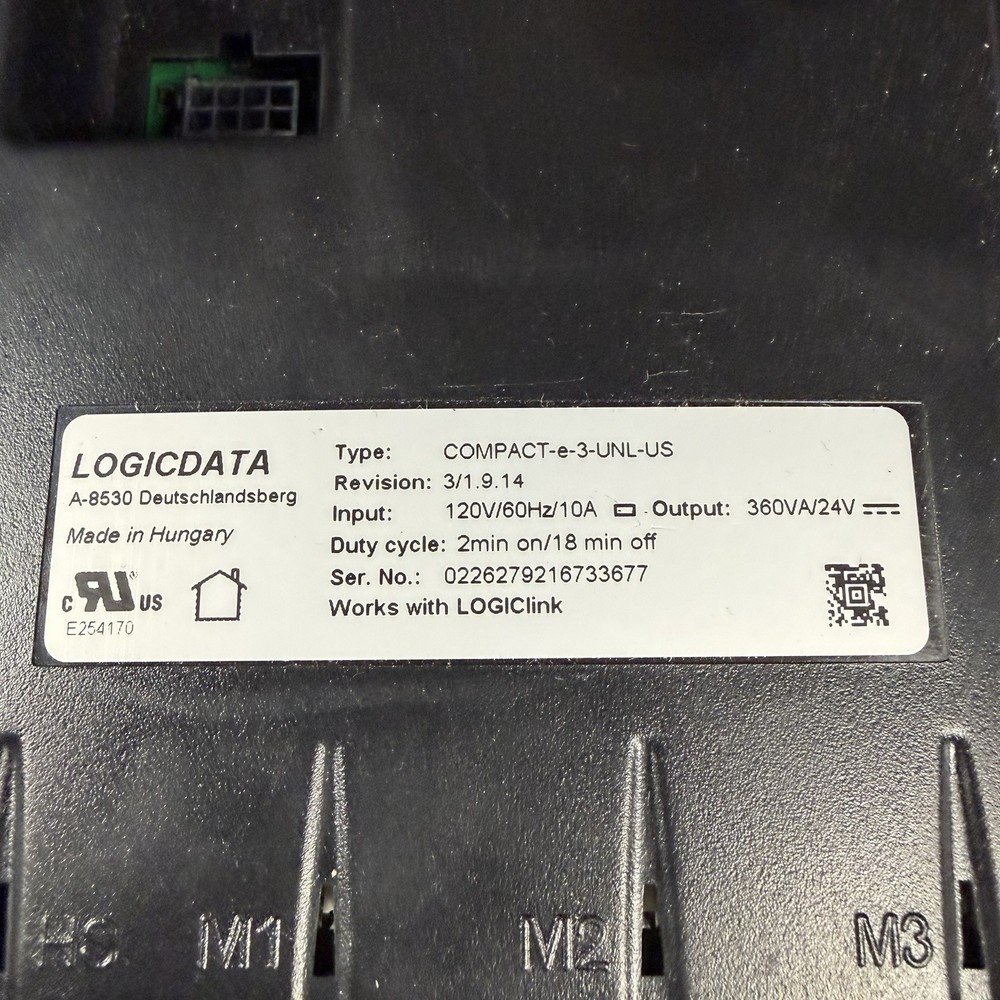 LOGICDATA
A-8530 Deutschlandsberg
Made in Hungary
c RU US
E254170
Type: COMPACT-e-3-UNL-US
Revision: 3/1.9.14
Input: 120V/60Hz/10A Output: 360VA/24V
Duty cycle: 2min on/18 min off
Ser. No.: 0226279216733677
Works with LOGIClink
HS M1 M2 M3